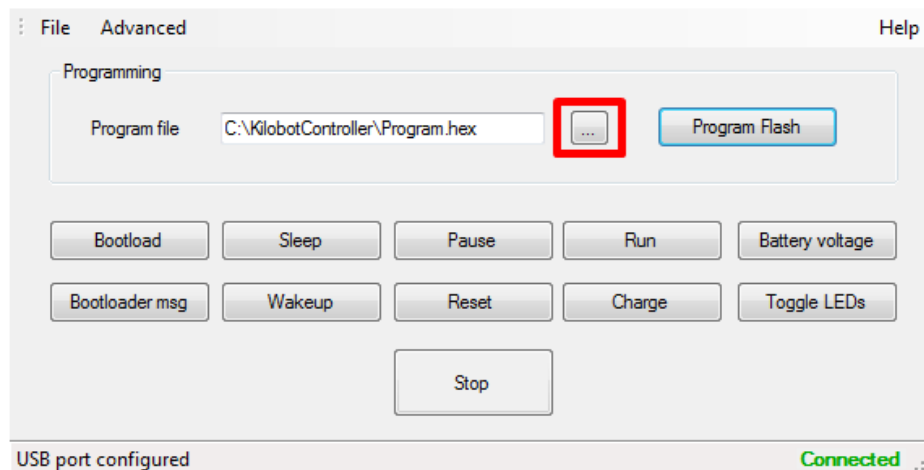 File Advanced Help
Programming
Program file C:\KilobotController\Program.hex ... Program Flash
Bootload Sleep Pause Run Battery voltage
Bootloader msg Wakeup Reset Charge Toggle LEDs
Stop
USB port configured Connected